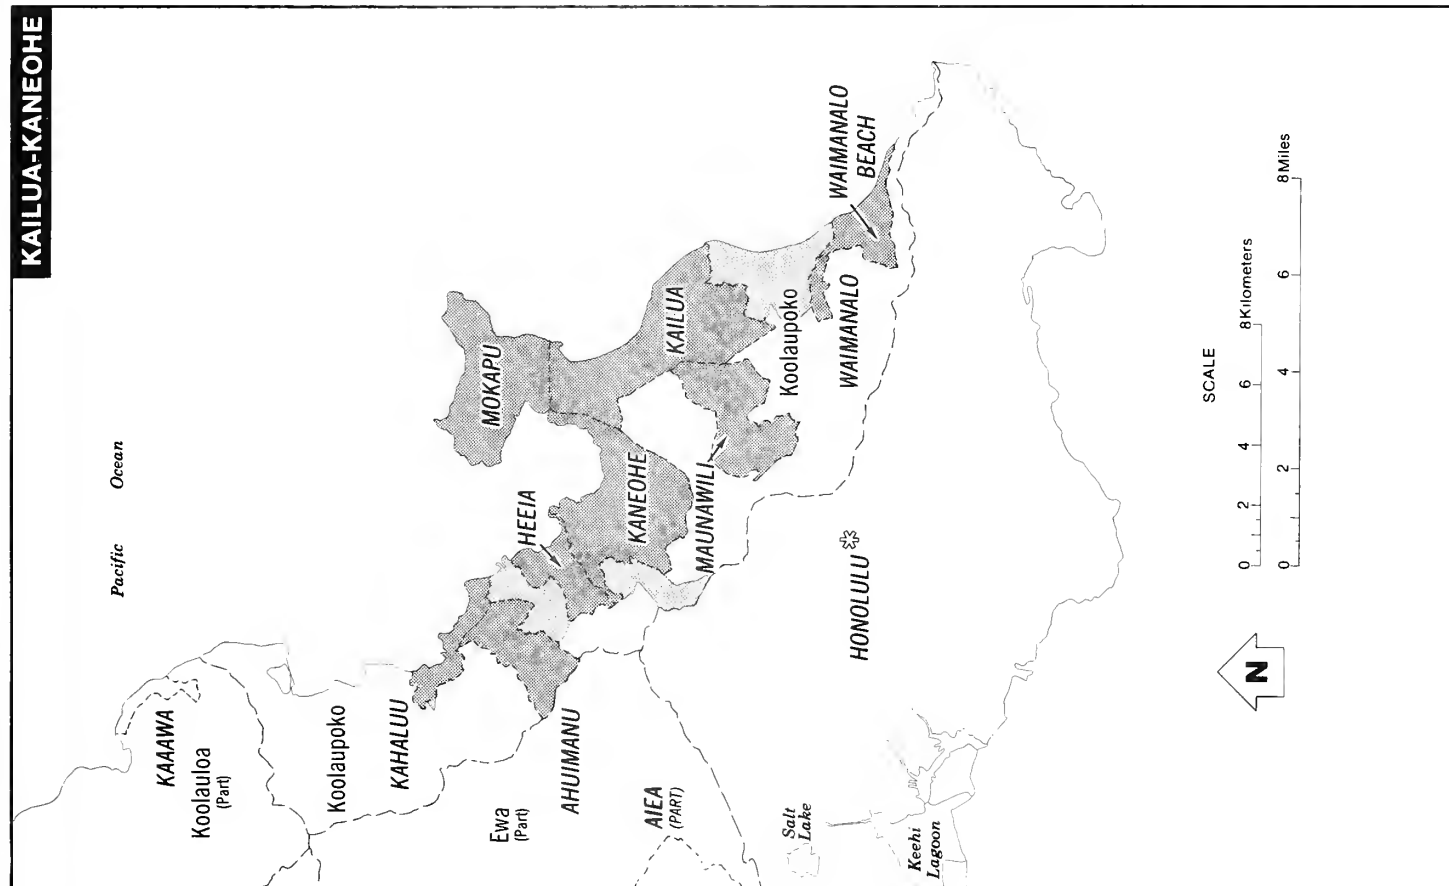 KAILUA-KANEOHE
Pacific Ocean
KAAAWA
Koolauloa
(Part)
Koolaupoko
KAHALUU
Ewa
(Part)
AHUIMANU
AIEA
(PART)
Salt
Lake
Keehi
Lagoon
HEEIA
MOKAPU
KANEOHE
KAILUA
MAUNAWILI
Koolaupoko
WAIMANALO
WAIMANALO
BEACH
HONOLULU
SCALE
0 2 4 6 8 Kilometers
0 2 4 6 8 Miles
N